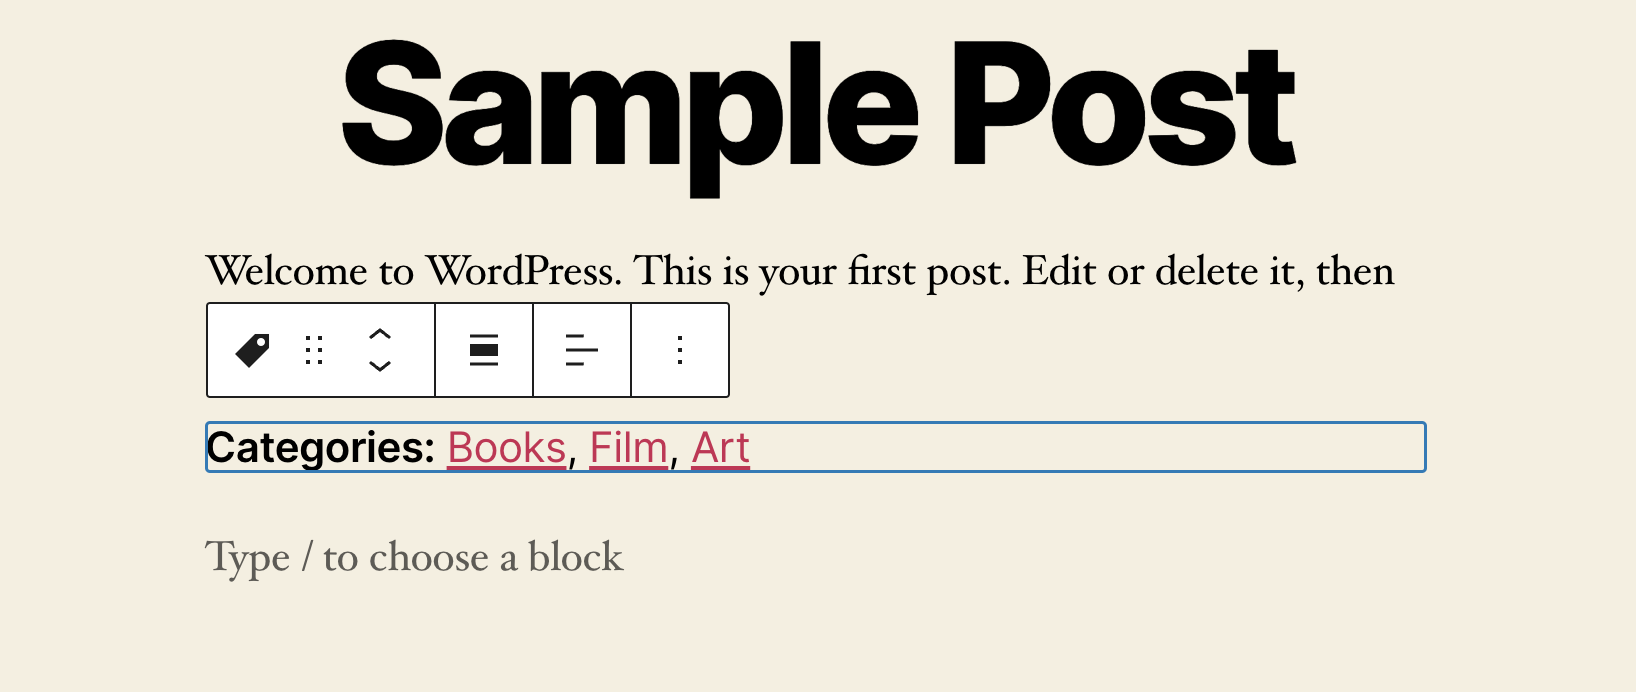 Sample Post
Welcome to WordPress. This is your first post. Edit or delete it, then
Categories: Books, Film, Art
Type / to choose a block